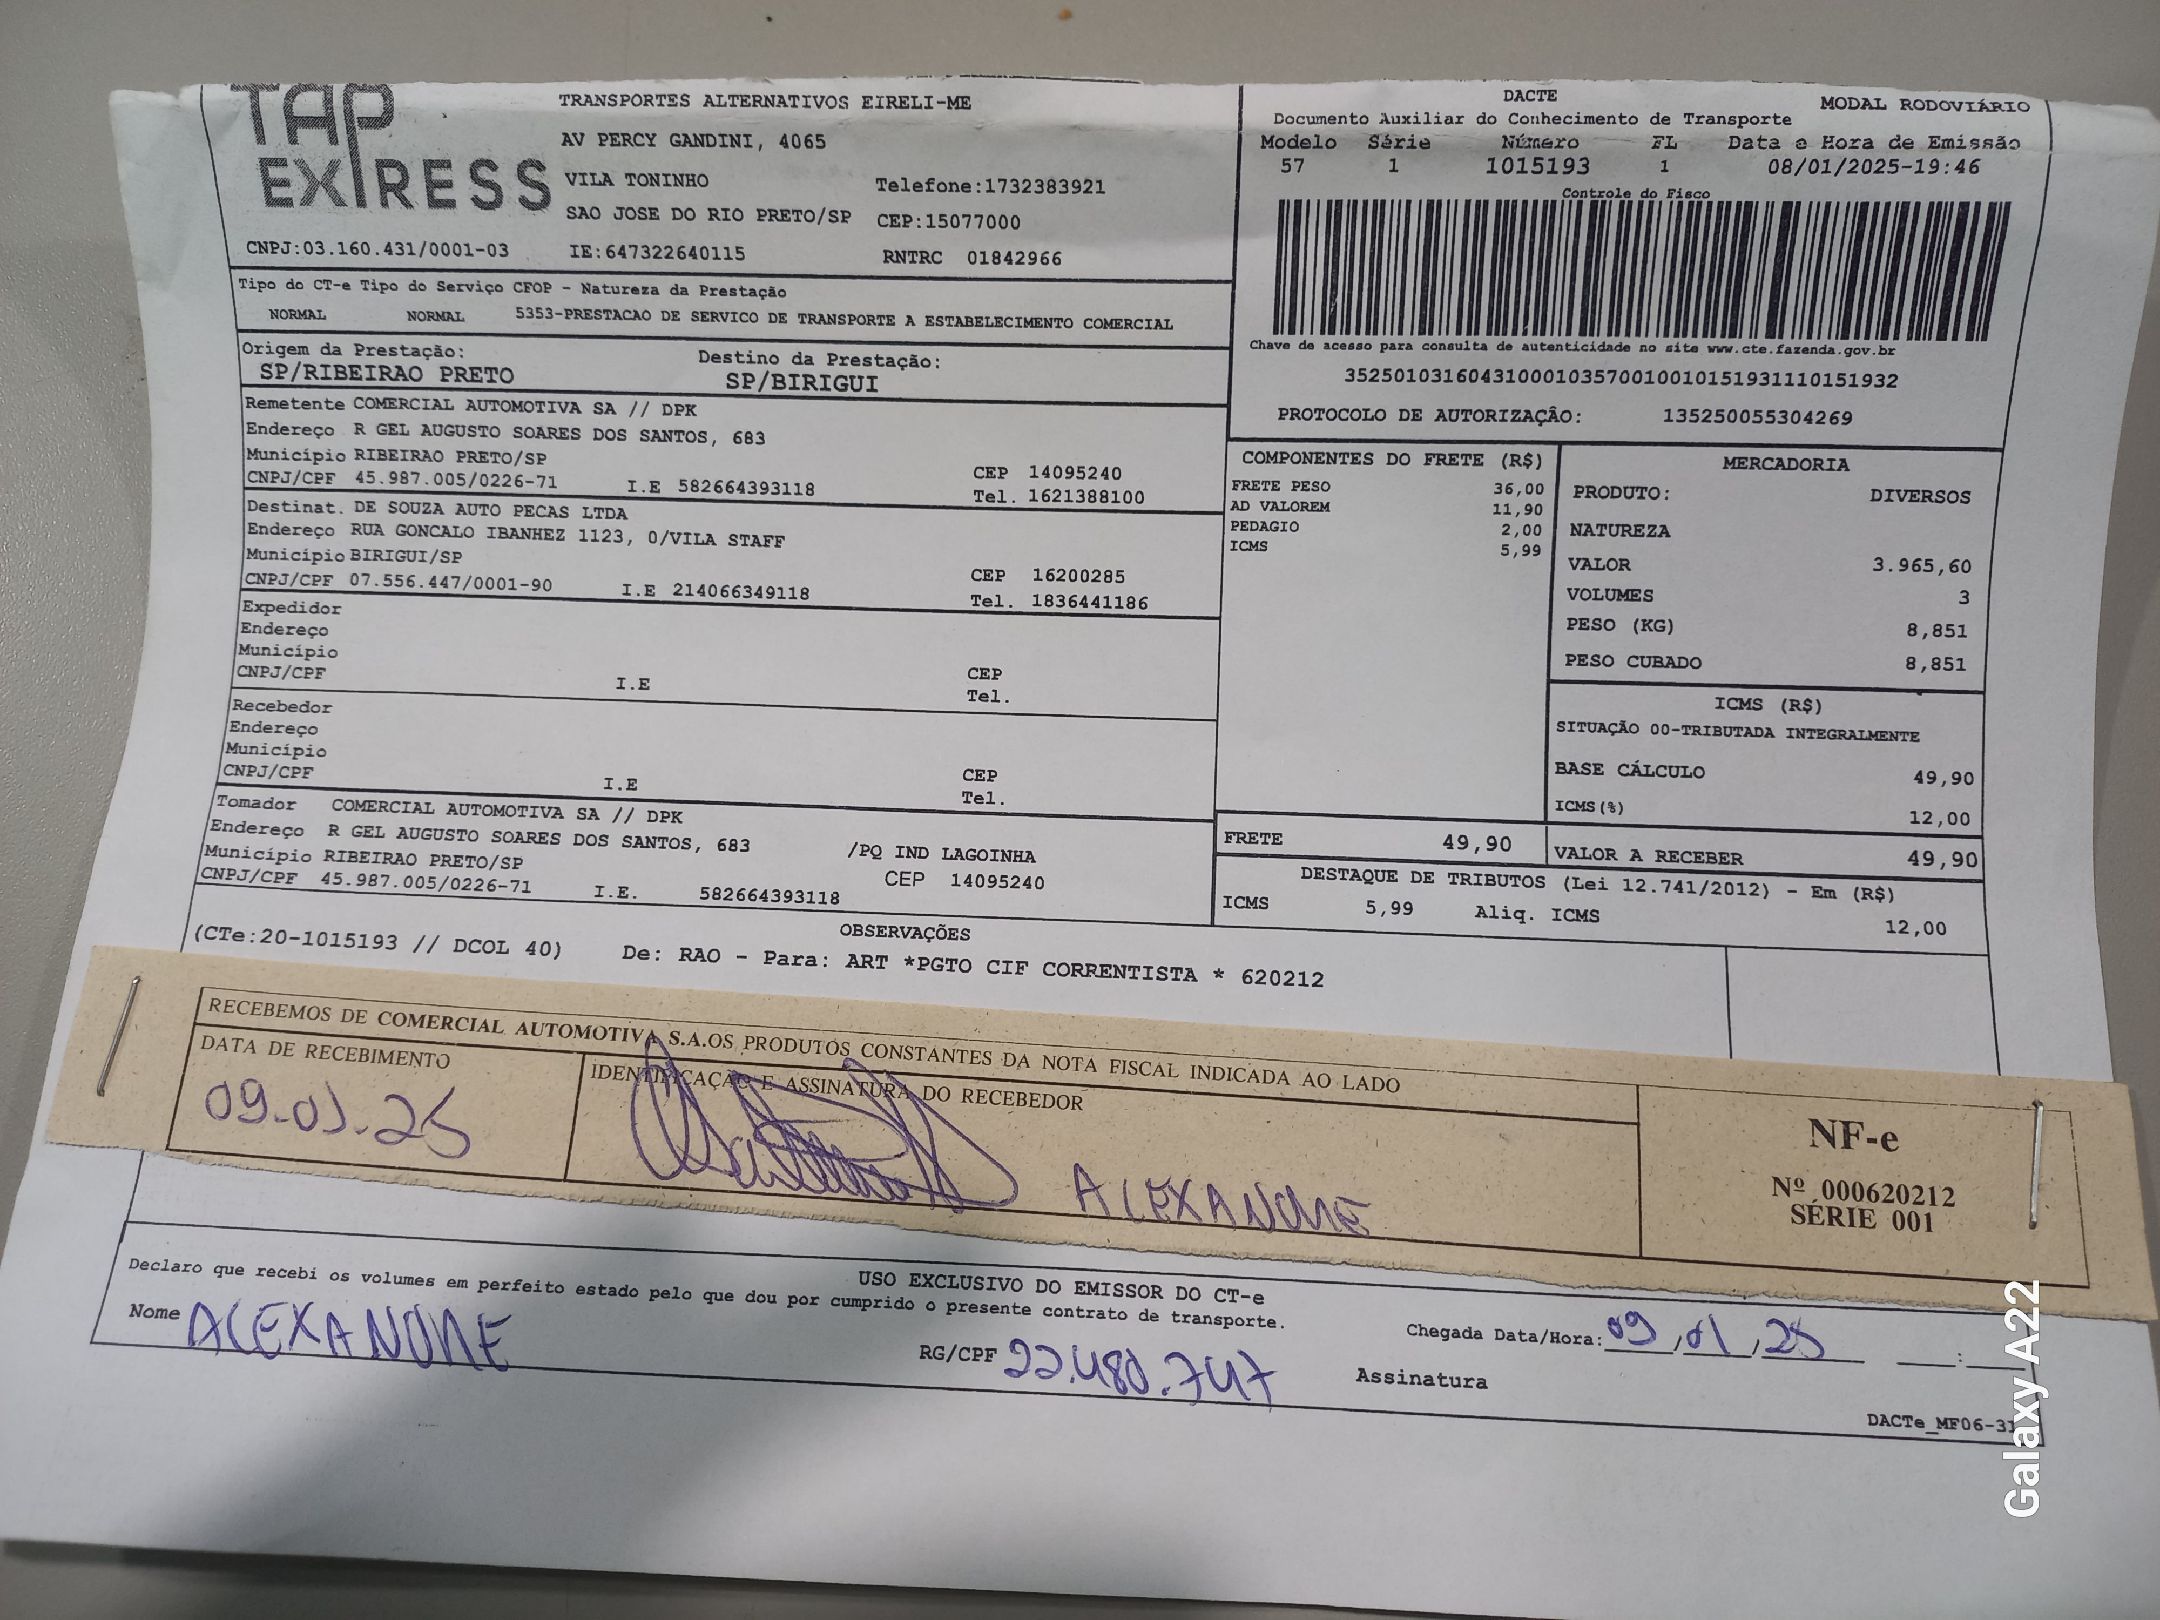 TAP EXPRESS
TRANSPORTES ALTERNATIVOS EIRELI-ME
AV PERCY GANDINI, 4065
VILA TONINHO Telefone:1732383921
SAO JOSE DO RIO PRETO/SP CEP:15077000
CNPJ:03.160.431/0001-03 IE:647322640115 RNTRC 01842966
DACTE MODAL RODOVIÁRIO
Documento Auxiliar do Conhecimento de Transporte
Modelo Série Número FL Data e Hora de Emissão
57 1 1015193 1 08/01/2025-19:46
Controle do Fisco
Chave de acesso para consulta de autenticidade no site www.cte.fazenda.gov.br
35250103160431000103570010010151931110151932
PROTOCOLO DE AUTORIZAÇÂO: 135250055304269
Tipo do CT-e Tipo do Serviço CFOP - Natureza da Prestação
NORMAL NORMAL 5353-PRESTACAO DE SERVICO DE TRANSPORTE A ESTABELECIMENTO COMERCIAL
Origem da Prestação: Destino da Prestação:
SP/RIBEIRAO PRETO SP/BIRIGUI
Remetente COMERCIAL AUTOMOTIVA SA // DPK
Endereço R GEL AUGUSTO SOARES DOS SANTOS, 683
Município RIBEIRAO PRETO/SP CEP 14095240
CNPJ/CPF 45.987.005/0226-71 I.E 582664393118 Tel. 1621388100
Destinat. DE SOUZA AUTO PECAS LTDA
Endereço RUA GONCALO IBANHEZ 1123, 0/VILA STAFF
Município BIRIGUI/SP CEP 16200285
CNPJ/CPF 07.556.447/0001-90 I.E 214066349118 Tel. 1836441186
Expedidor
Endereço
Município CEP
CNPJ/CPF I.E Tel.
Recebedor
Endereço
Município CEP
CNPJ/CPF I.E Tel.
Tomador COMERCIAL AUTOMOTIVA SA // DPK
Endereço R GEL AUGUSTO SOARES DOS SANTOS, 683 /PQ IND LAGOINHA
Município RIBEIRAO PRETO/SP CEP 14095240
CNPJ/CPF 45.987.005/0226-71 I.E. 582664393118
COMPONENTES DO FRETE (R$)
FRETE PESO 36,00
AD VALOREM 11,90
PEDAGIO 2,00
ICMS 5,99
MERCADORIA
PRODUTO: DIVERSOS
NATUREZA
VALOR 3.965,60
VOLUMES 3
PESO (KG) 8,851
PESO CUBADO 8,851
ICMS (R$)
SITUAÇÃO 00-TRIBUTADA INTEGRALMENTE
BASE CÁLCULO 49,90
ICMS(%) 12,00
FRETE 49,90 VALOR A RECEBER 49,90
DESTAQUE DE TRIBUTOS (Lei 12.741/2012) - Em (R$)
ICMS 5,99 Aliq. ICMS 12,00
OBSERVAÇÕES
(CTe:20-1015193 // DCOL 40) De: RAO - Para: ART *PGTO CIF CORRENTISTA * 620212
RECEBEMOS DE COMERCIAL AUTOMOTIVA S.A.OS PRODUTOS CONSTANTES DA NOTA FISCAL INDICADA AO LADO
DATA DE RECEBIMENTO IDENTIFICAÇÃO E ASSINATURA DO RECEBEDOR
09.01.25 ALEXANDRE
NF-e
Nº 000620212
SÉRIE 001
USO EXCLUSIVO DO EMISSOR DO CT-e
Declaro que recebi os volumes em perfeito estado pelo que dou por cumprido o presente contrato de transporte.
Nome ALEXANDRE RG/CPF 22.480.747 Chegada Data/Hora: 09/01/25 __:__
Assinatura
DACTe_MF06-31
Galaxy A22